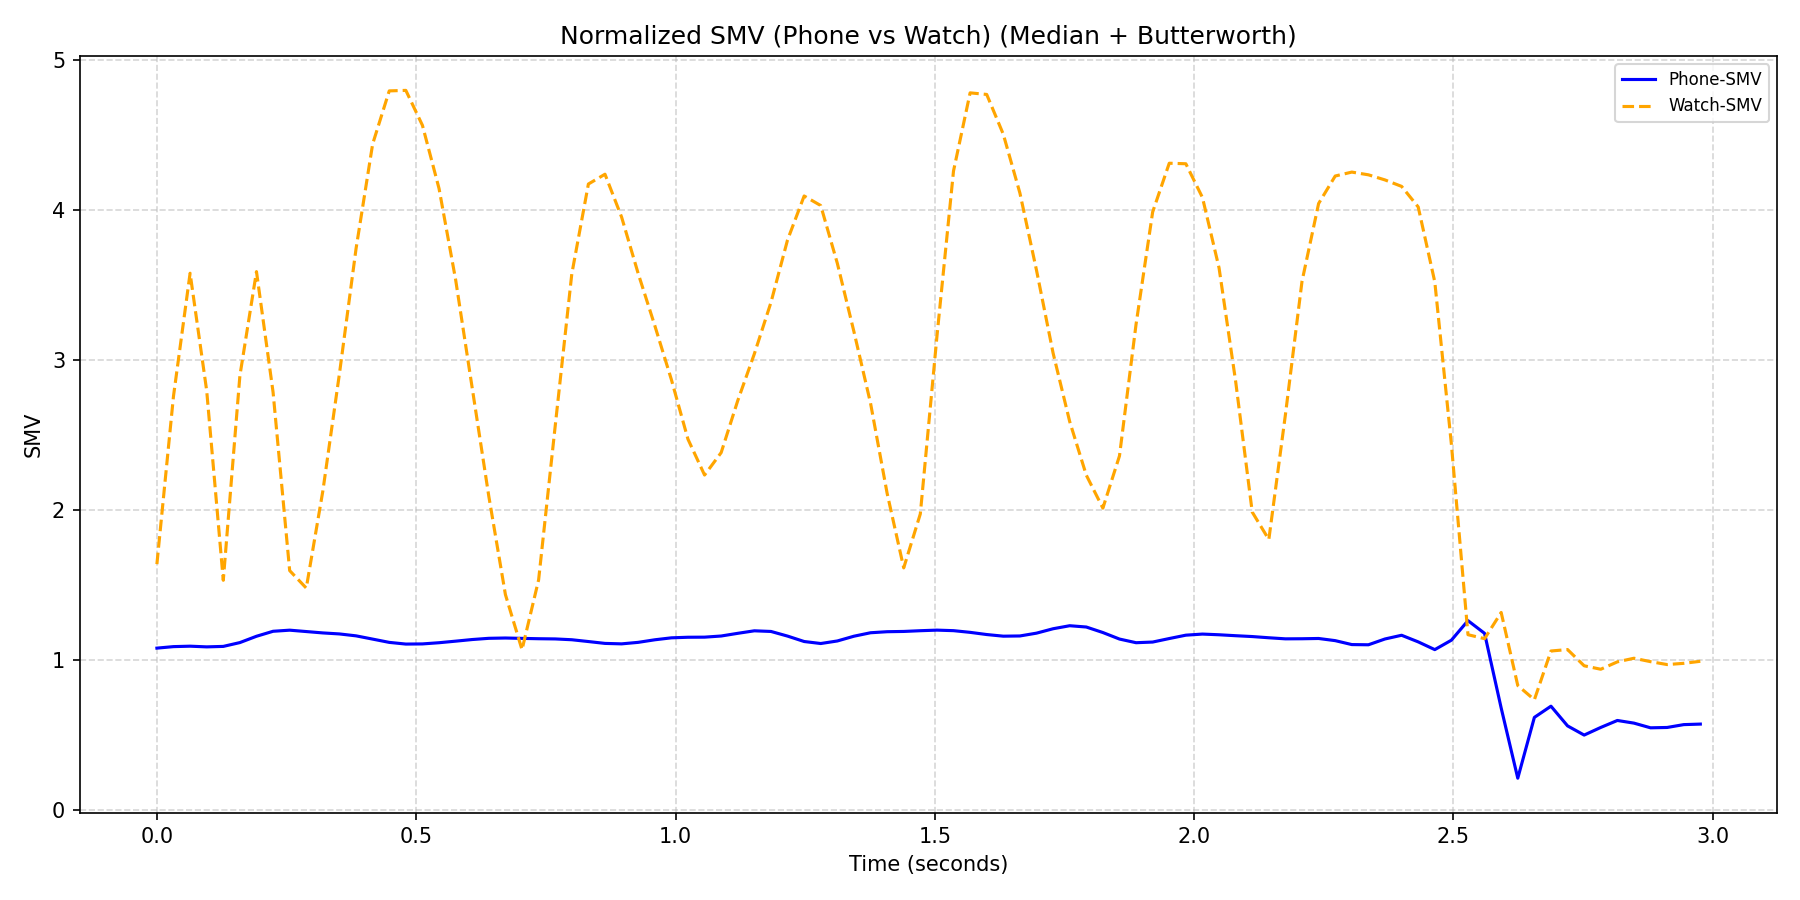 Normalized SMV (Phone vs Watch) (Median + Butterworth)
Phone-SMV
Watch-SMV
5
4
3
2
1
0
SMV
0.0 0.5 1.0 1.5 2.0 2.5 3.0
Time (seconds)